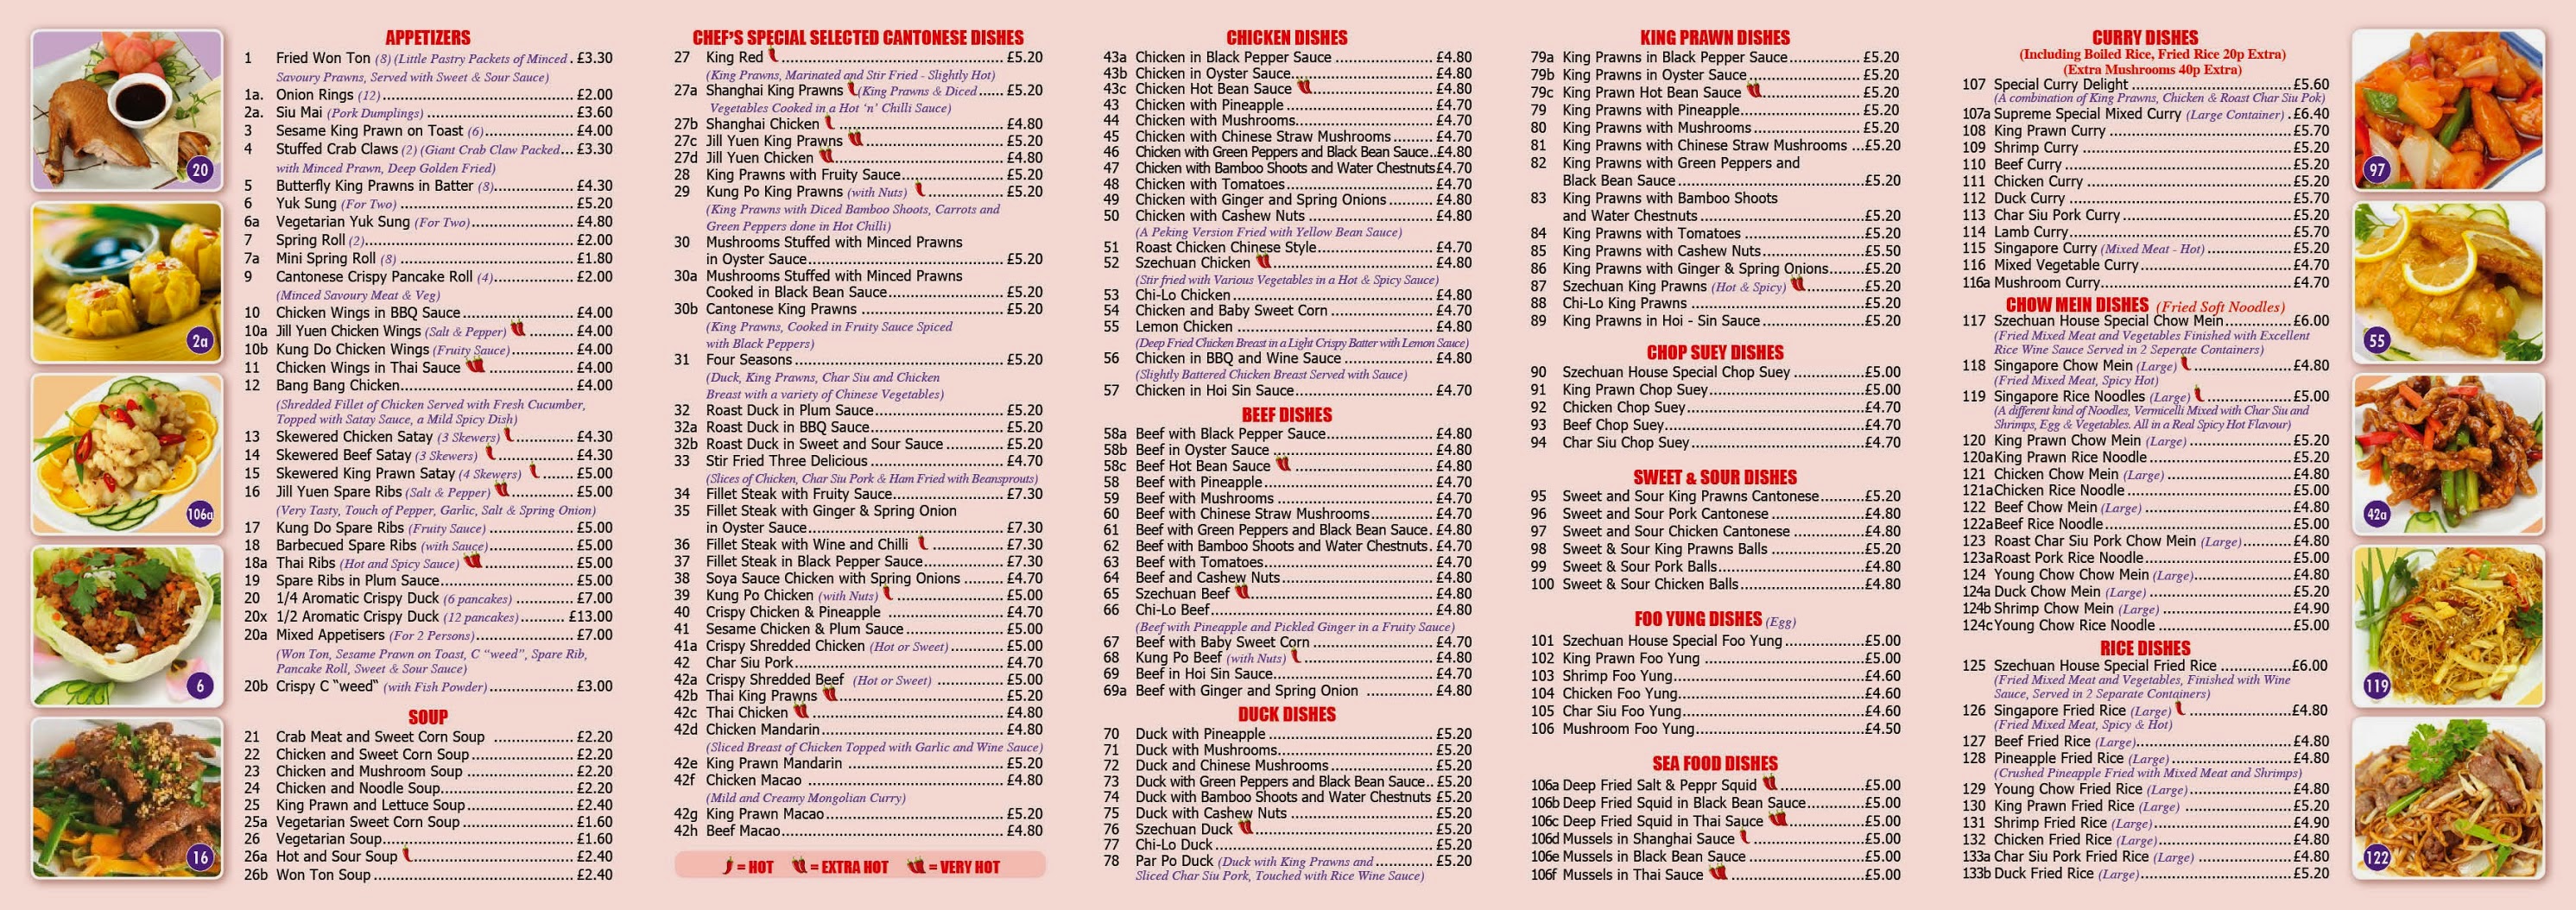 APPETIZERS
1 Fried Won Ton (8) (Little Pastry Packets of Minced . £3.30
Savoury Prawns, Served with Sweet & Sour Sauce)
1a. Onion Rings (12) £2.00
2a. Siu Mai (Pork Dumplings) £3.60
3 Sesame King Prawn on Toast (6) £4.00
4 Stuffed Crab Claws (2) (Giant Crab Claw Packed... £3.30
with Minced Prawn, Deep Golden Fried)
5 Butterfly King Prawns in Batter (8) £4.30
6 Yuk Sung (For Two) £5.20
6a Vegetarian Yuk Sung (For Two) £4.80
7 Spring Roll (2) £2.00
7a Mini Spring Roll (8) £1.80
9 Cantonese Crispy Pancake Roll (4) £2.00
(Minced Savoury Meat & Veg)
10 Chicken Wings in BBQ Sauce £4.00
10a Jill Yuen Chicken Wings (Salt & Pepper) £4.00
10b Kung Do Chicken Wings (Fruity Sauce) £4.00
11 Chicken Wings in Thai Sauce £4.00
12 Bang Bang Chicken £4.00
(Shredded Fillet of Chicken Served with Fresh Cucumber,
Topped with Satay Sauce, a Mild Spicy Dish)
13 Skewered Chicken Satay (3 Skewers) £4.30
14 Skewered Beef Satay (3 Skewers) £4.30
15 Skewered King Prawn Satay (4 Skewers) £5.00
16 Jill Yuen Spare Ribs (Salt & Pepper) £5.00
(Very Tasty, Touch of Pepper, Garlic, Salt & Spring Onion)
17 Kung Do Spare Ribs (Fruity Sauce) £5.00
18 Barbecued Spare Ribs (with Sauce) £5.00
18a Thai Ribs (Hot and Spicy Sauce) £5.00
19 Spare Ribs in Plum Sauce £5.00
20 1/4 Aromatic Crispy Duck (6 pancakes) £7.00
20x 1/2 Aromatic Crispy Duck (12 pancakes) £13.00
20a Mixed Appetisers (For 2 Persons) £7.00
(Won Ton, Sesame Prawn on Toast, C "weed", Spare Rib,
Pancake Roll, Sweet & Sour Sauce)
20b Crispy C "weed" (with Fish Powder) £3.00
SOUP
21 Crab Meat and Sweet Corn Soup £2.20
22 Chicken and Sweet Corn Soup £2.20
23 Chicken and Mushroom Soup £2.20
24 Chicken and Noodle Soup £2.20
25 King Prawn and Lettuce Soup £2.40
25a Vegetarian Sweet Corn Soup £1.60
26 Vegetarian Soup £1.60
26a Hot and Sour Soup £2.40
26b Won Ton Soup £2.40
20
2a
106a
6
16
CHEF'S SPECIAL SELECTED CANTONESE DISHES
27 King Red £5.20
(King Prawns, Marinated and Stir Fried - Slightly Hot)
27a Shanghai King Prawns (King Prawns & Diced £5.20
Vegetables Cooked in a Hot 'n' Chilli Sauce)
27b Shanghai Chicken £4.80
27c Jill Yuen King Prawns £5.20
27d Jill Yuen Chicken £4.80
28 King Prawns with Fruity Sauce £5.20
29 Kung Po King Prawns (with Nuts) £5.20
(King Prawns with Diced Bamboo Shoots, Carrots and
Green Peppers done in Hot Chilli)
30 Mushrooms Stuffed with Minced Prawns
in Oyster Sauce £5.20
30a Mushrooms Stuffed with Minced Prawns
Cooked in Black Bean Sauce £5.20
30b Cantonese King Prawns £5.20
(King Prawns, Cooked in Fruity Sauce Spiced
with Black Peppers)
31 Four Seasons £5.20
(Duck, King Prawns, Char Siu and Chicken
Breast with a variety of Chinese Vegetables)
32 Roast Duck in Plum Sauce £5.20
32a Roast Duck in BBQ Sauce £5.20
32b Roast Duck in Sweet and Sour Sauce £5.20
33 Stir Fried Three Delicious £4.70
(Slices of Chicken, Char Siu Pork & Ham Fried with Beansprouts)
34 Fillet Steak with Fruity Sauce £7.30
35 Fillet Steak with Ginger & Spring Onion
in Oyster Sauce £7.30
36 Fillet Steak with Wine and Chilli £7.30
37 Fillet Steak in Black Pepper Sauce £7.30
38 Soya Sauce Chicken with Spring Onions £4.70
39 Kung Po Chicken (with Nuts) £5.00
40 Crispy Chicken & Pineapple £4.70
41 Sesame Chicken & Plum Sauce £5.00
41a Crispy Shredded Chicken (Hot or Sweet) £5.00
42 Char Siu Pork £4.70
42a Crispy Shredded Beef (Hot or Sweet) £5.00
42b Thai King Prawns £5.20
42c Thai Chicken £4.80
42d Chicken Mandarin £4.80
(Sliced Breast of Chicken Topped with Garlic and Wine Sauce)
42e King Prawn Mandarin £5.20
42f Chicken Macao £4.80
(Mild and Creamy Mongolian Curry)
42g King Prawn Macao £5.20
42h Beef Macao £4.80
= HOT = EXTRA HOT = VERY HOT
CHICKEN DISHES
43a Chicken in Black Pepper Sauce £4.80
43b Chicken in Oyster Sauce £4.80
43c Chicken Hot Bean Sauce £4.80
43 Chicken with Pineapple £4.70
44 Chicken with Mushrooms £4.70
45 Chicken with Chinese Straw Mushrooms £4.70
46 Chicken with Green Peppers and Black Bean Sauce £4.80
47 Chicken with Bamboo Shoots and Water Chestnuts £4.70
48 Chicken with Tomatoes £4.70
49 Chicken with Ginger and Spring Onions £4.80
50 Chicken with Cashew Nuts £4.80
(A Peking Version Fried with Yellow Bean Sauce)
51 Roast Chicken Chinese Style £4.70
52 Szechuan Chicken £4.80
(Stir fried with Various Vegetables in a Hot & Spicy Sauce)
53 Chi-Lo Chicken £4.80
54 Chicken and Baby Sweet Corn £4.70
55 Lemon Chicken £4.80
(Deep Fried Chicken Breast in a Light Crispy Batter with Lemon Sauce)
56 Chicken in BBQ and Wine Sauce £4.80
(Slightly Battered Chicken Breast Served with Sauce)
57 Chicken in Hoi Sin Sauce £4.70
BEEF DISHES
58a Beef with Black Pepper Sauce £4.80
58b Beef in Oyster Sauce £4.80
58c Beef Hot Bean Sauce £4.80
58 Beef with Pineapple £4.70
59 Beef with Mushrooms £4.70
60 Beef with Chinese Straw Mushrooms £4.70
61 Beef with Green Peppers and Black Bean Sauce £4.80
62 Beef with Bamboo Shoots and Water Chestnuts £4.70
63 Beef with Tomatoes £4.70
64 Beef and Cashew Nuts £4.80
65 Szechuan Beef £4.80
66 Chi-Lo Beef £4.80
(Beef with Pineapple and Pickled Ginger in a Fruity Sauce)
67 Beef with Baby Sweet Corn £4.70
68 Kung Po Beef (with Nuts) £4.80
69 Beef in Hoi Sin Sauce £4.70
69a Beef with Ginger and Spring Onion £4.80
DUCK DISHES
70 Duck with Pineapple £5.20
71 Duck with Mushrooms £5.20
72 Duck and Chinese Mushrooms £5.20
73 Duck with Green Peppers and Black Bean Sauce £5.20
74 Duck with Bamboo Shoots and Water Chestnuts £5.20
75 Duck with Cashew Nuts £5.20
76 Szechuan Duck £5.20
77 Chi-Lo Duck £5.20
78 Par Po Duck (Duck with King Prawns and £5.20
Sliced Char Siu Pork, Touched with Rice Wine Sauce)
KING PRAWN DISHES
79a King Prawns in Black Pepper Sauce £5.20
79b King Prawns in Oyster Sauce £5.20
79c King Prawn Hot Bean Sauce £5.20
79 King Prawns with Pineapple £5.20
80 King Prawns with Mushrooms £5.20
81 King Prawns with Chinese Straw Mushrooms £5.20
82 King Prawns with Green Peppers and
Black Bean Sauce £5.20
83 King Prawns with Bamboo Shoots
and Water Chestnuts £5.20
84 King Prawns with Tomatoes £5.20
85 King Prawns with Cashew Nuts £5.50
86 King Prawns with Ginger & Spring Onions £5.20
87 Szechuan King Prawns (Hot & Spicy) £5.20
88 Chi-Lo King Prawns £5.20
89 King Prawns in Hoi - Sin Sauce £5.20
CHOP SUEY DISHES
90 Szechuan House Special Chop Suey £5.00
91 King Prawn Chop Suey £5.00
92 Chicken Chop Suey £4.70
93 Beef Chop Suey £4.70
94 Char Siu Chop Suey £4.70
SWEET & SOUR DISHES
95 Sweet and Sour King Prawns Cantonese £5.20
96 Sweet and Sour Pork Cantonese £4.80
97 Sweet and Sour Chicken Cantonese £4.80
98 Sweet & Sour King Prawns Balls £5.20
99 Sweet & Sour Pork Balls £4.80
100 Sweet & Sour Chicken Balls £4.80
FOO YUNG DISHES (Egg)
101 Szechuan House Special Foo Yung £5.00
102 King Prawn Foo Yung £5.00
103 Shrimp Foo Yung £4.60
104 Chicken Foo Yung £4.60
105 Char Siu Foo Yung £4.60
106 Mushroom Foo Yung £4.50
SEA FOOD DISHES
106a Deep Fried Salt & Peppr Squid £5.00
106b Deep Fried Squid in Black Bean Sauce £5.00
106c Deep Fried Squid in Thai Sauce £5.00
106d Mussels in Shanghai Sauce £5.00
106e Mussels in Black Bean Sauce £5.00
106f Mussels in Thai Sauce £5.00
CURRY DISHES
(Including Boiled Rice, Fried Rice 20p Extra)
(Extra Mushrooms 40p Extra)
107 Special Curry Delight £5.60
(A combination of King Prawns, Chicken & Roast Char Siu Pok)
107a Supreme Special Mixed Curry (Large Container) £6.40
108 King Prawn Curry £5.70
109 Shrimp Curry £5.20
110 Beef Curry £5.20
111 Chicken Curry £5.20
112 Duck Curry £5.70
113 Char Siu Pork Curry £5.20
114 Lamb Curry £5.70
115 Singapore Curry (Mixed Meat - Hot) £5.20
116 Mixed Vegetable Curry £4.70
116a Mushroom Curry £4.70
CHOW MEIN DISHES (Fried Soft Noodles)
117 Szechuan House Special Chow Mein £6.00
(Fried Mixed Meat and Vegetables Finished with Excellent
Rice Wine Sauce Served in 2 Seperate Containers)
118 Singapore Chow Mein (Large) £4.80
(Fried Mixed Meat, Spicy Hot)
119 Singapore Rice Noodles (Large) £5.00
(A different kind of Noodles, Vermicelli Mixed with Char Siu and
Shrimps, Egg & Vegetables. All in a Real Spicy Hot Flavour)
120 King Prawn Chow Mein (Large) £5.20
120a King Prawn Rice Noodle £5.20
121 Chicken Chow Mein (Large) £4.80
121a Chicken Rice Noodle £5.00
122 Beef Chow Mein (Large) £4.80
122a Beef Rice Noodle £5.00
123 Roast Char Siu Pork Chow Mein (Large) £4.80
123a Roast Pork Rice Noodle £5.00
124 Young Chow Chow Mein (Large) £4.80
124a Duck Chow Mein (Large) £5.20
124b Shrimp Chow Mein (Large) £4.90
124c Young Chow Rice Noodle £5.00
RICE DISHES
125 Szechuan House Special Fried Rice £6.00
(Fried Mixed Meat and Vegetables, Finished with Wine
Sauce, Served in 2 Separate Containers)
126 Singapore Fried Rice (Large) £4.80
(Fried Mixed Meat, Spicy & Hot)
127 Beef Fried Rice (Large) £4.80
128 Pineapple Fried Rice (Large) £4.80
(Crushed Pineapple Fried with Mixed Meat and Shrimps)
129 Young Chow Fried Rice (Large) £4.80
130 King Prawn Fried Rice (Large) £5.20
131 Shrimp Fried Rice (Large) £4.90
132 Chicken Fried Rice (Large) £4.80
133a Char Siu Pork Fried Rice (Large) £4.80
133b Duck Fried Rice (Large) £5.20
97
55
42a
119
122